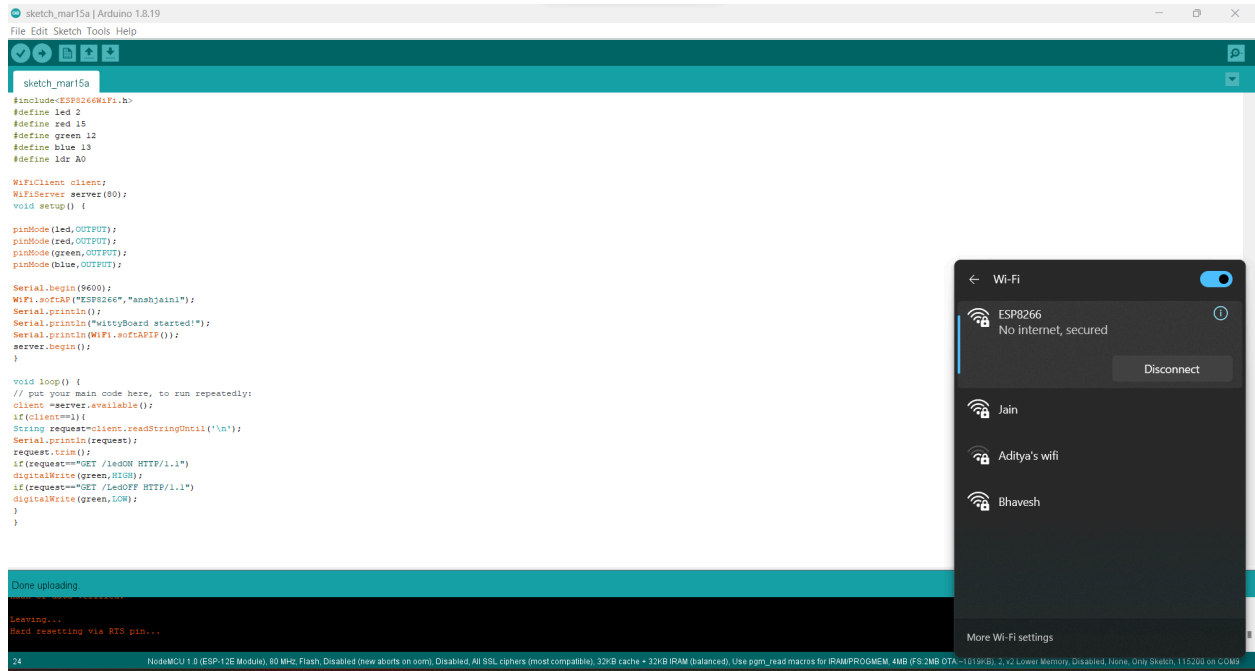 sketch_mar15a | Arduino 1.8.19
File Edit Sketch Tools Help
sketch_mar15a
#include<ESP8266WiFi.h>
#define led 2
#define red 15
#define green 12
#define blue 13
#define ldr A0
WiFiClient client;
WiFiServer server(80);
void setup() {
pinMode(led,OUTPUT);
pinMode(red,OUTPUT);
pinMode(green,OUTPUT);
pinMode(blue,OUTPUT);
Serial.begin(9600);
WiFi.softAP("ESP8266","anshjain1");
Serial.println();
Serial.println("wittyBoard started!");
Serial.println(WiFi.softAPIP());
server.begin();
}
void loop() {
// put your main code here, to run repeatedly:
client =server.available();
if(client==1){
String request=client.readStringUntil('\n');
Serial.println(request);
request.trim();
if(request=="GET /ledON HTTP/1.1")
digitalWrite(green,HIGH);
if(request=="GET /LedOFF HTTP/1.1")
digitalWrite(green,LOW);
}
}
Wi-Fi
ESP8266
No internet, secured
Disconnect
Jain
Aditya's wifi
Bhavesh
More Wi-Fi settings
Done uploading.
Leaving...
Hard resetting via RTS pin...
24
NodeMCU 1.0 (ESP-12E Module), 80 MHz, Flash, Disabled (new aborts on oom), Disabled, All SSL ciphers (most compatible), 32KB cache + 32KB IRAM (balanced), Use pgm_read macros for IRAM/PROGMEM, 4MB (FS:2MB OTA:~1019KB), 2, v2 Lower Memory, Disabled, None, Only Sketch, 115200 on COM6